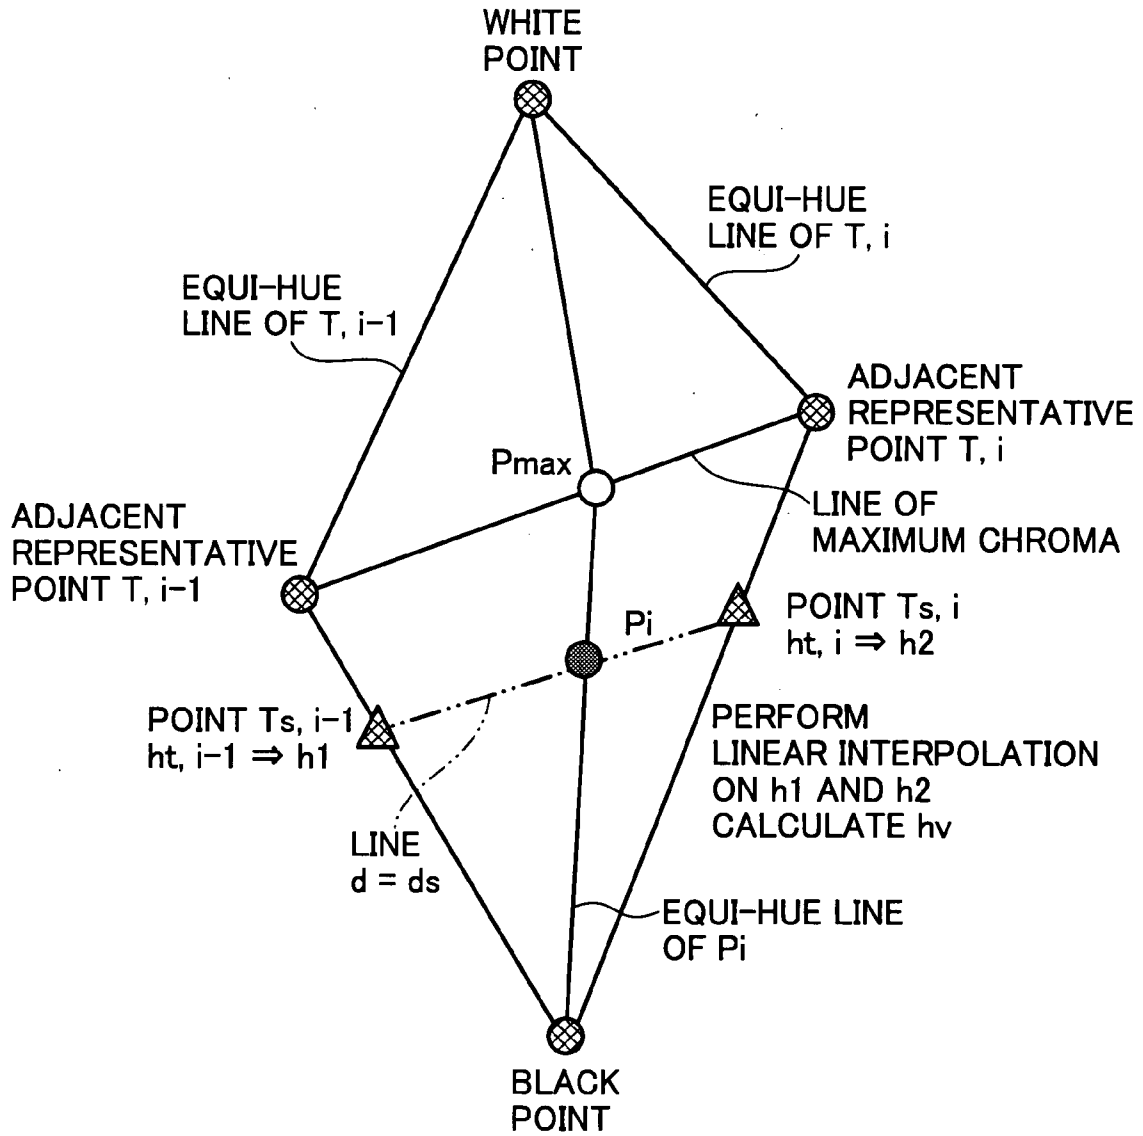 WHITE
POINT
EQUI-HUE
LINE OF T, i
EQUI-HUE
LINE OF T, i-1
ADJACENT
REPRESENTATIVE
POINT T, i
Pmax
LINE OF
MAXIMUM CHROMA
ADJACENT
REPRESENTATIVE
POINT T, i-1
Pi
POINT Ts, i
ht, i ⇒ h2
POINT Ts, i-1
ht, i-1 ⇒ h1
PERFORM
LINEAR INTERPOLATION
ON h1 AND h2
CALCULATE hv
LINE
d = ds
EQUI-HUE LINE
OF Pi
BLACK
POINT